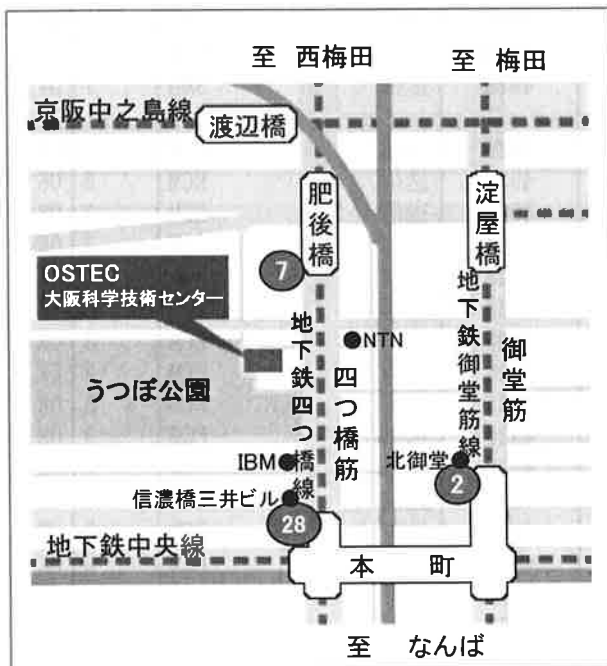 至 西梅田
至 梅田
京阪中之島線
渡辺橋
肥後橋
淀屋橋
7
OSTEC
大阪科学技術センター
地下鉄四つ橋線
四つ橋筋
NTN
地下鉄御堂筋線
御堂筋
うつぼ公園
IBM
北御堂
2
信濃橋三井ビル
28
地下鉄中央線
本 町
至 なんば